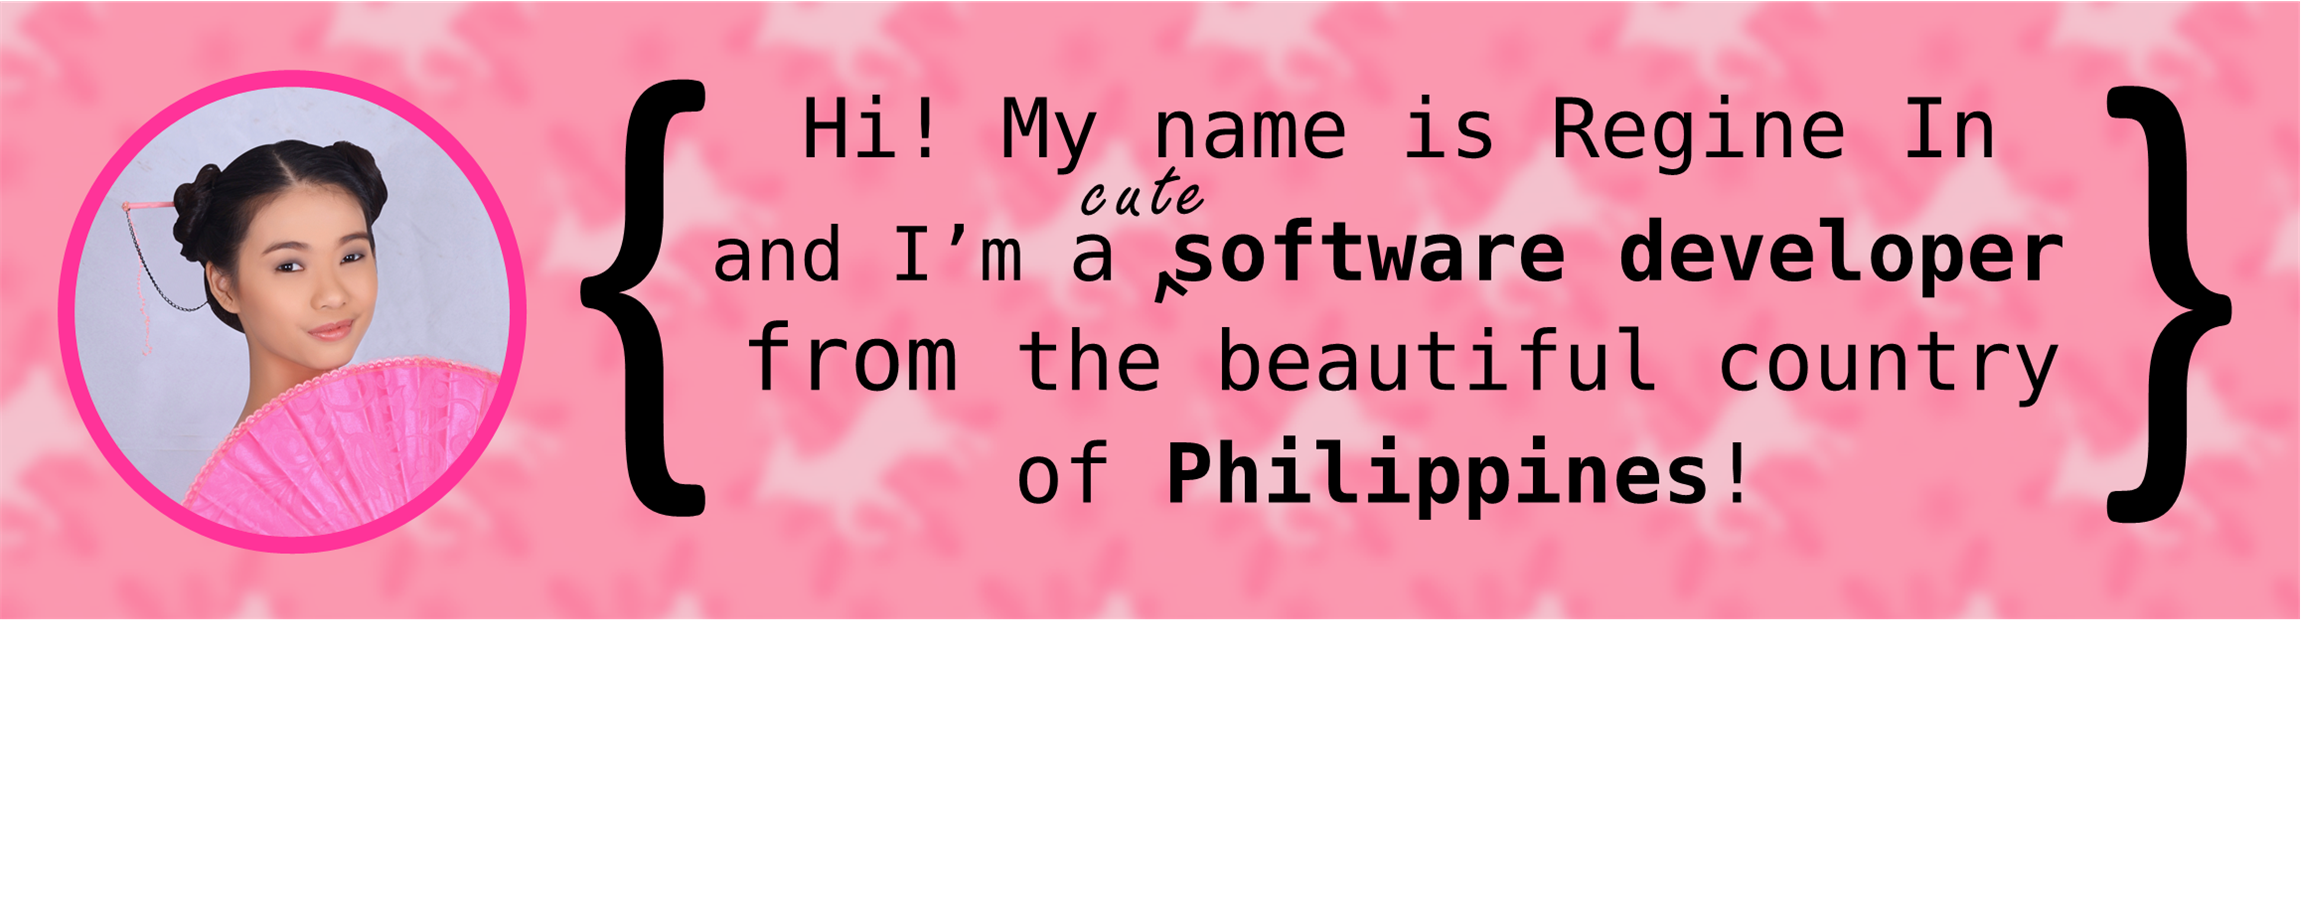 { Hi! My name is Regine In
cute
and I’m a software developer
from the beautiful country
of Philippines! }